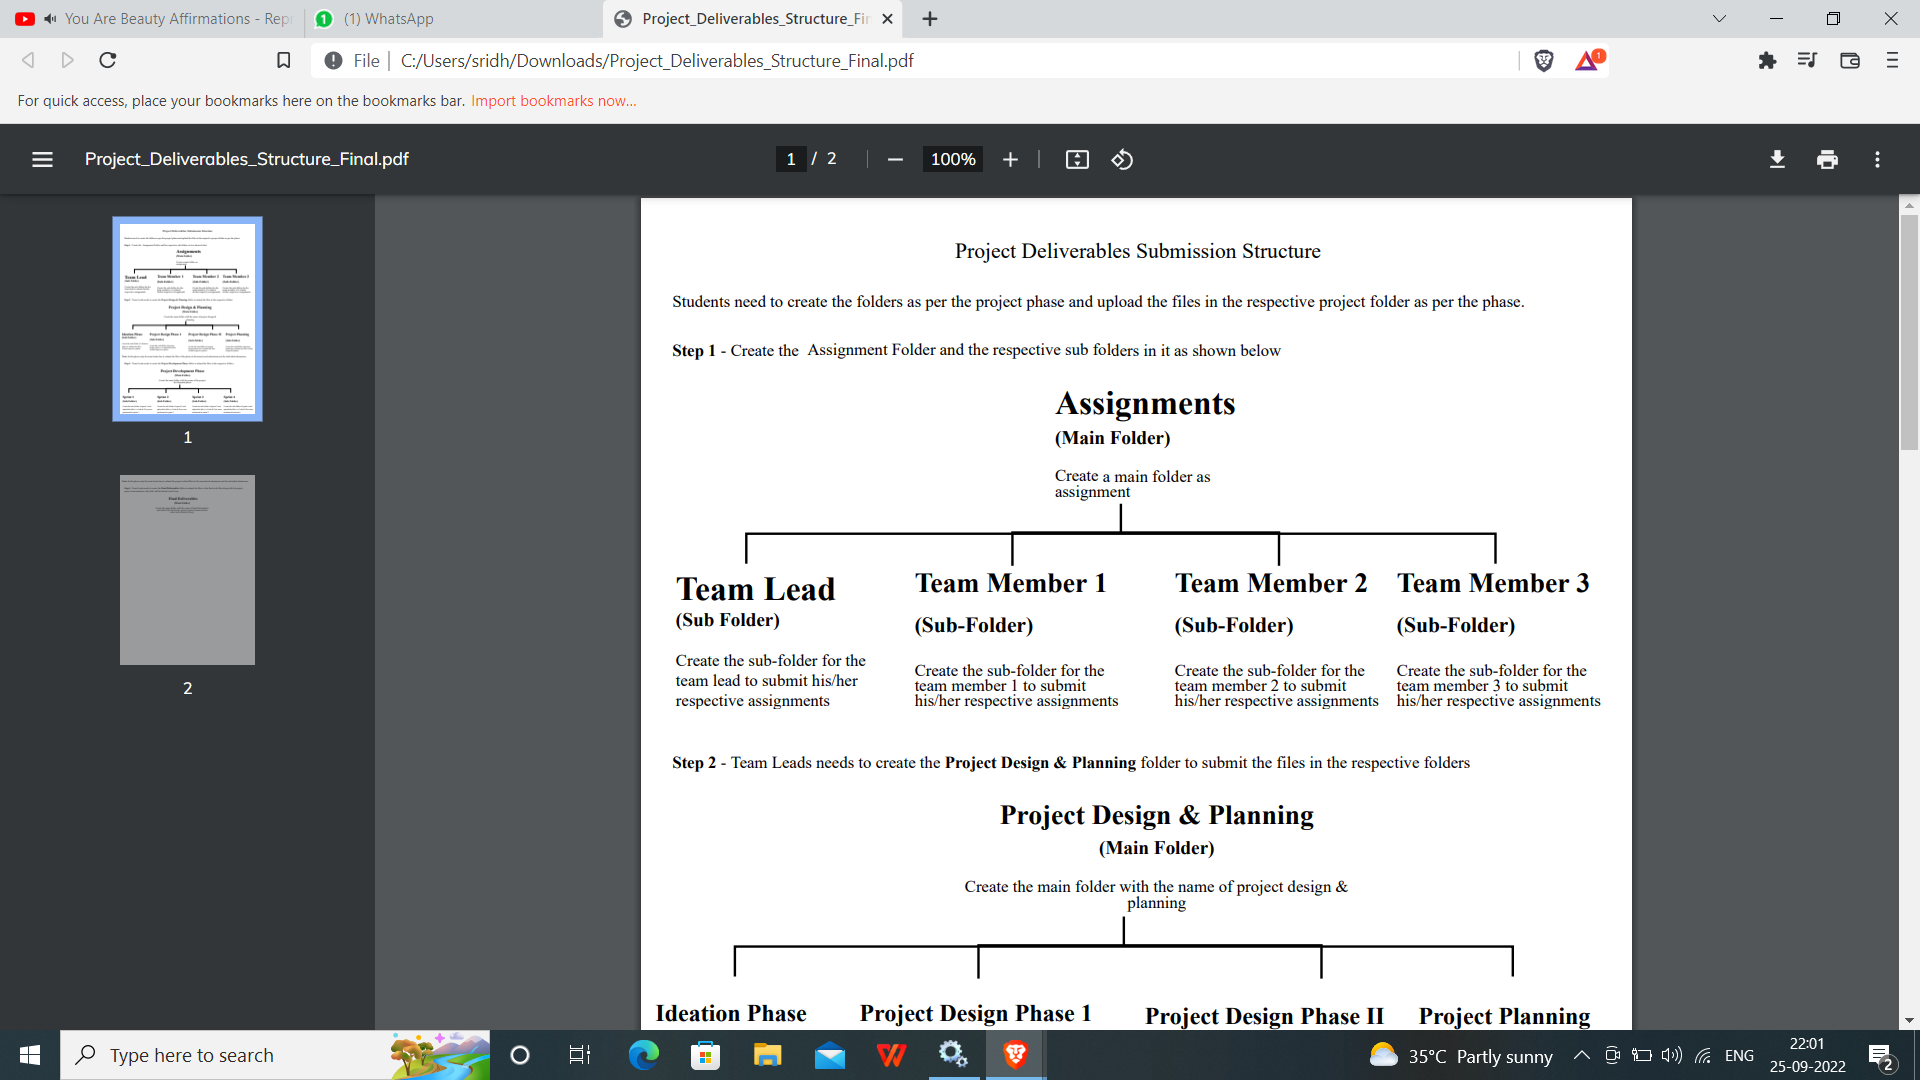 You Are Beauty Affirmations - Repr
1
(1) WhatsApp
Project_Deliverables_Structure_Fin
File
C:/Users/sridh/Downloads/Project_Deliverables_Structure_Final.pdf
1
For quick access, place your bookmarks here on the bookmarks bar. Import bookmarks now...
Project_Deliverables_Structure_Final.pdf
1 / 2
100%
1
2
Project Deliverables Submission Structure
Students need to create the folders as per the project phase and upload the files in the respective project folder as per the phase.
Step 1 - Create the Assignment Folder and the respective sub folders in it as shown below
Assignments
(Main Folder)
Create a main folder as
assignment
Team Lead
(Sub Folder)
Create the sub-folder for the
team lead to submit his/her
respective assignments
Team Member 1
(Sub-Folder)
Create the sub-folder for the
team member 1 to submit
his/her respective assignments
Team Member 2
(Sub-Folder)
Create the sub-folder for the
team member 2 to submit
his/her respective assignments
Team Member 3
(Sub-Folder)
Create the sub-folder for the
team member 3 to submit
his/her respective assignments
Step 2 - Team Leads needs to create the Project Design & Planning folder to submit the files in the respective folders
Project Design & Planning
(Main Folder)
Create the main folder with the name of project design &
planning
Ideation Phase
Project Design Phase 1
Project Design Phase II
Project Planning
Type here to search
35°C Partly sunny
ENG
22:01
25-09-2022
2